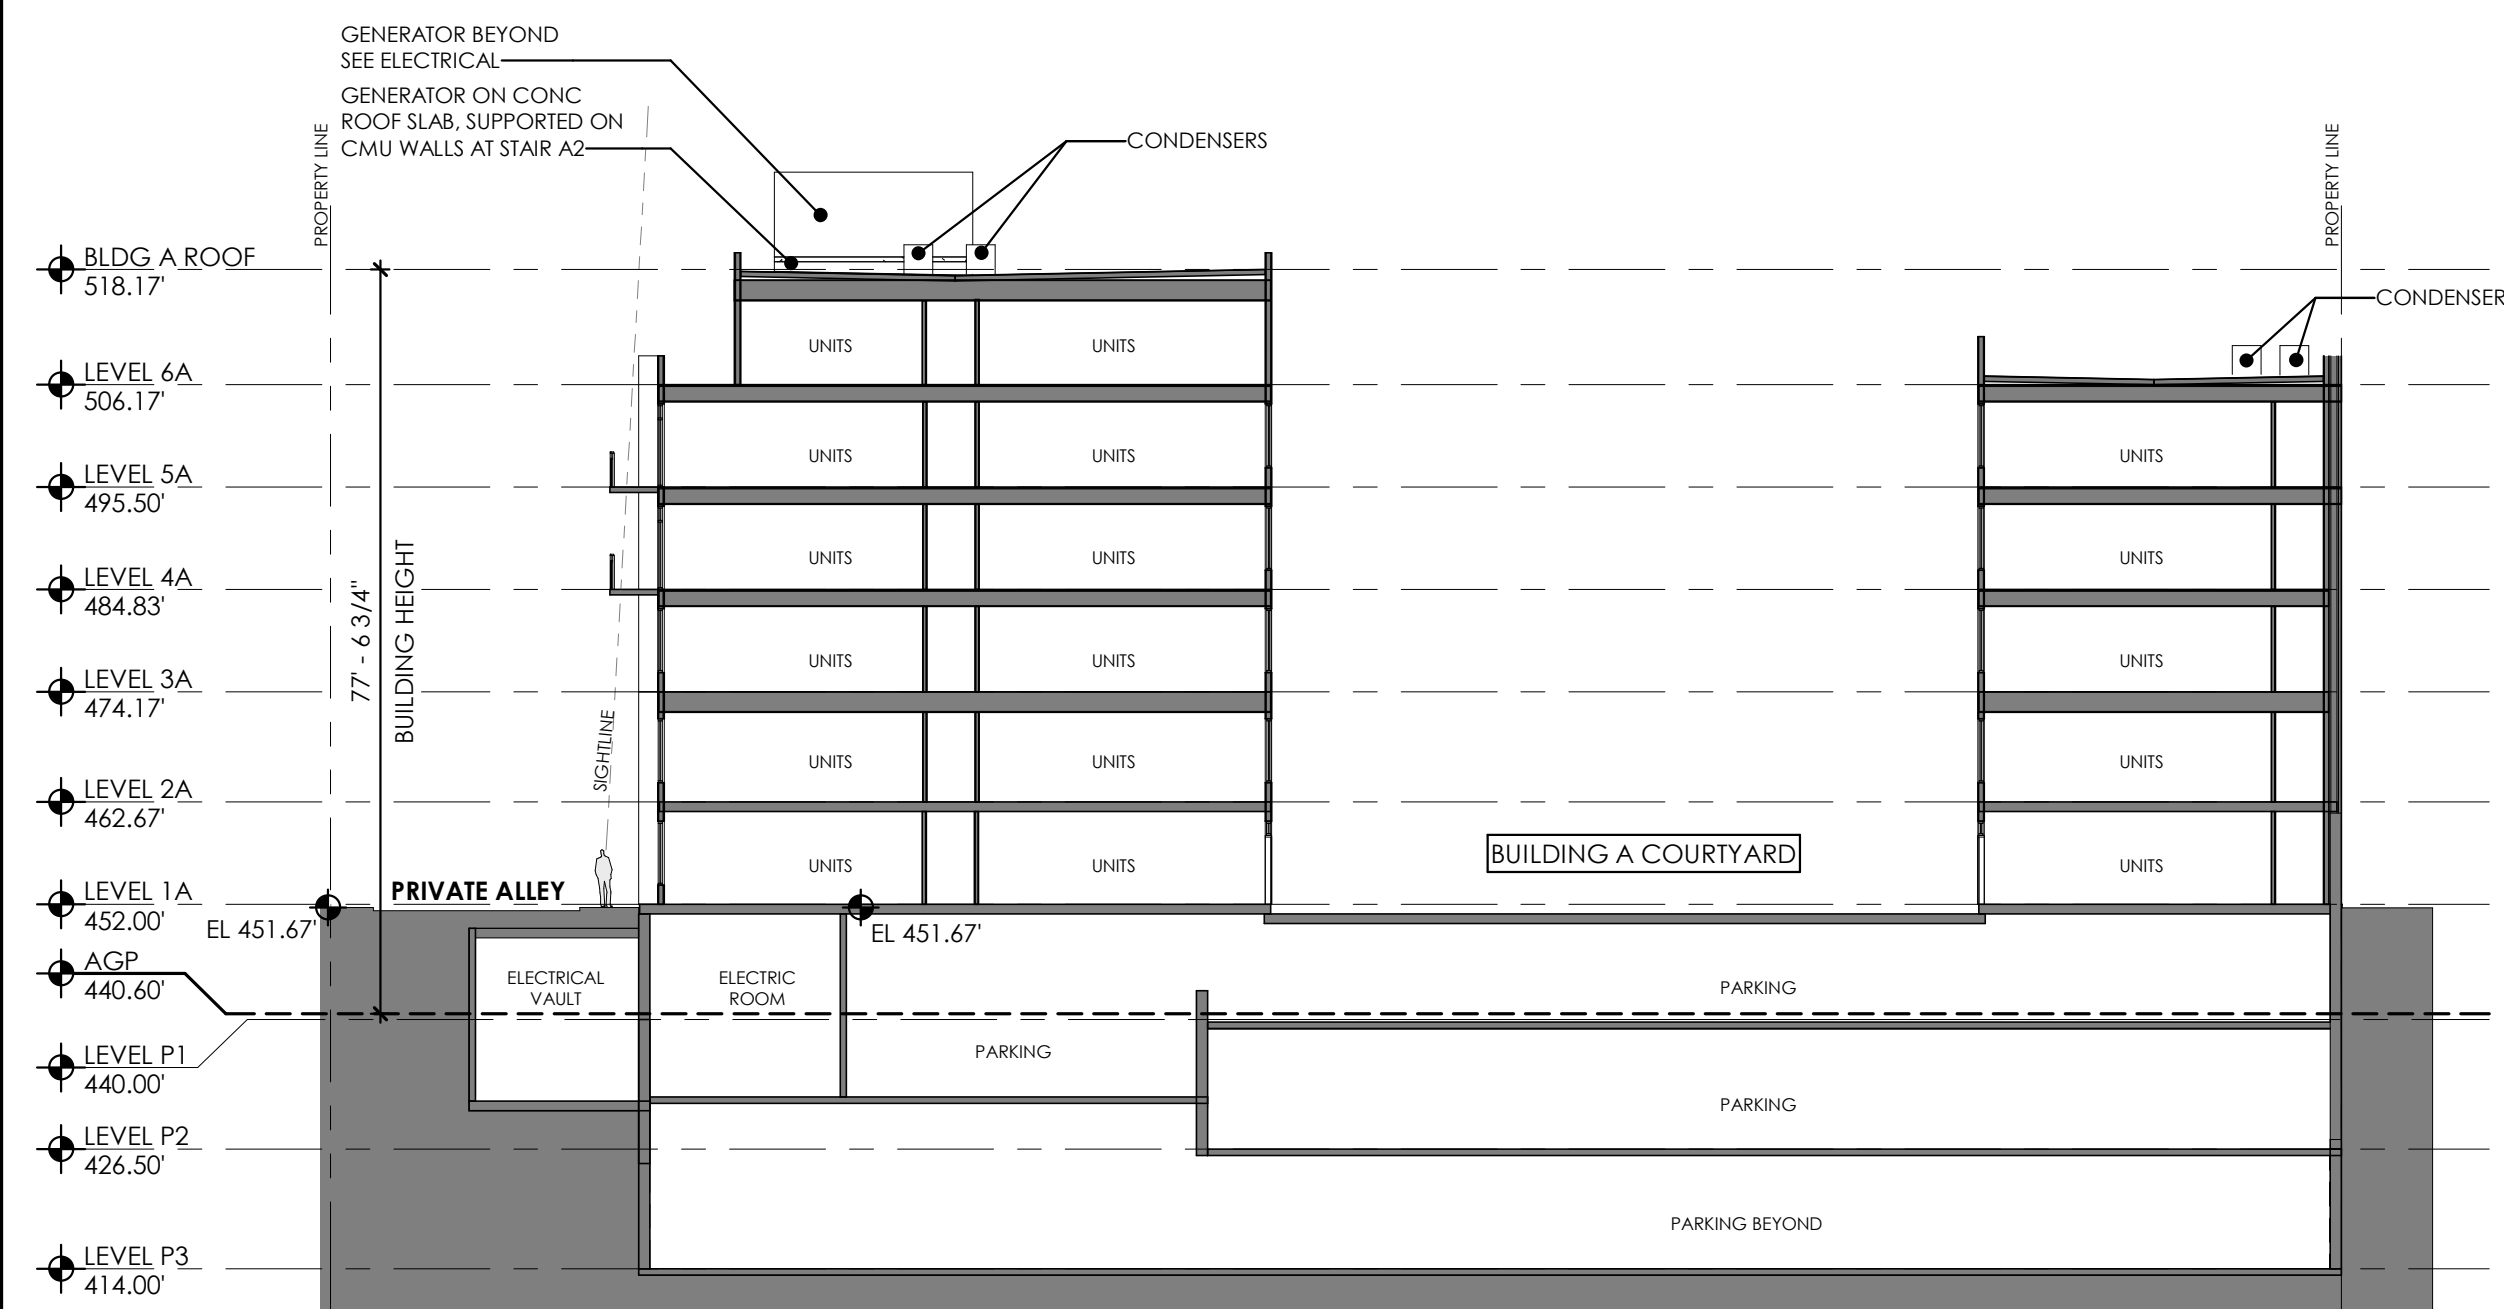 GENERATOR BEYOND
SEE ELECTRICAL
GENERATOR ON CONC
ROOF SLAB, SUPPORTED ON
CMU WALLS AT STAIR A2
CONDENSERS
PROPERTY LINE
PROPERTY LINE
BLDG A ROOF
518.17'
CONDENSER
UNITS
UNITS
LEVEL 6A
506.17'
UNITS
UNITS
UNITS
LEVEL 5A
495.50'
UNITS
UNITS
UNITS
LEVEL 4A
484.83'
77' - 6 3/4"
BUILDING HEIGHT
UNITS
UNITS
UNITS
LEVEL 3A
474.17'
SIGHTLINE
UNITS
UNITS
UNITS
LEVEL 2A
462.67'
BUILDING A COURTYARD
UNITS
UNITS
UNITS
LEVEL 1A
452.00'
PRIVATE ALLEY
EL 451.67'
EL 451.67'
AGP
440.60'
ELECTRICAL
VAULT
ELECTRIC
ROOM
PARKING
LEVEL P1
440.00'
PARKING
PARKING
LEVEL P2
426.50'
PARKING BEYOND
LEVEL P3
414.00'